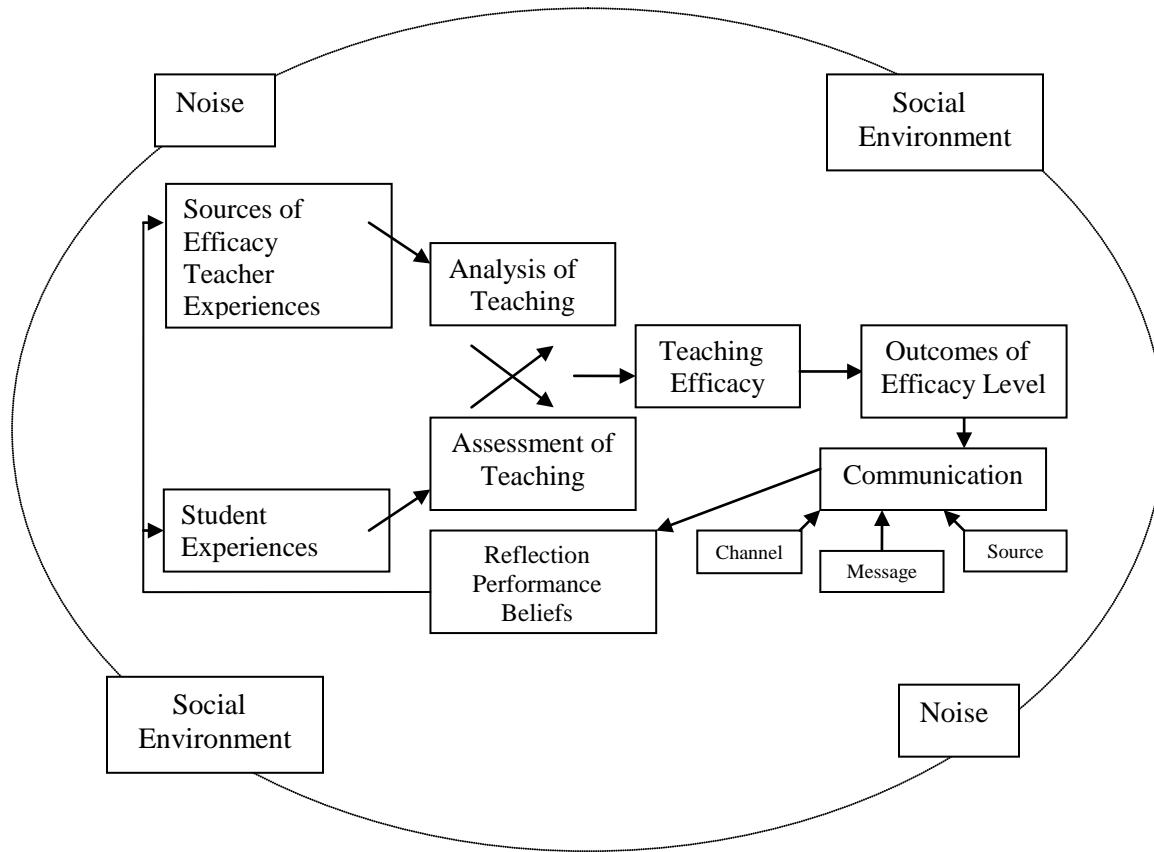 Noise
Social
Environment
Sources of
Efficacy
Teacher
Experiences
Analysis of
Teaching
Teaching
Efficacy
Outcomes of
Efficacy Level
Assessment of
Teaching
Communication
Student
Experiences
Channel
Message
Source
Reflection
Performance
Beliefs
Social
Environment
Noise